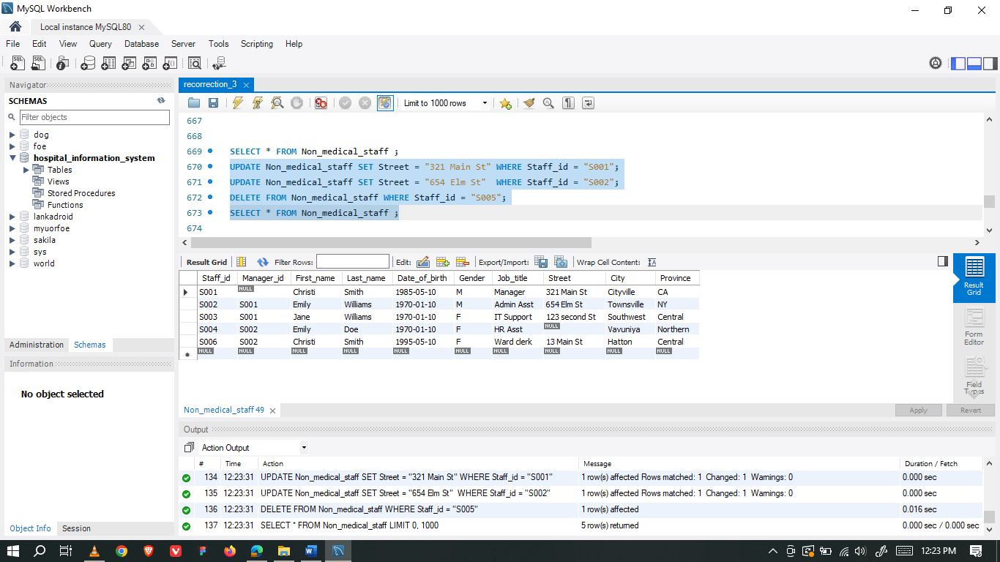 MySQL Workbench
Local instance MySQL80
File Edit View Query Database Server Tools Scripting Help
Navigator
SCHEMAS
Filter objects
dog
foe
hospital_information_system
Tables
Views
Stored Procedures
Functions
lankadroid
myuorfoe
sakila
sys
world
Administration Schemas
Information
No object selected
Object Info Session
recorrection_3
Limit to 1000 rows
667
668
669 SELECT * FROM Non_medical_staff ;
670 UPDATE Non_medical_staff SET Street = "321 Main St" WHERE Staff_id = "S001";
671 UPDATE Non_medical_staff SET Street = "654 Elm St"  WHERE Staff_id = "S002";
672 DELETE FROM Non_medical_staff WHERE Staff_id = "S005";
673 SELECT * FROM Non_medical_staff ;
674
Result Grid Filter Rows: Edit: Export/Import: Wrap Cell Content:
Staff_id Manager_id First_name Last_name Date_of_birth Gender Job_title Street City Province
S001 NULL Christi Smith 1985-05-10 M Manager 321 Main St Cityville CA
S002 S001 Emily Williams 1970-01-10 M Admin Asst 654 Elm St Townsville NY
S003 S001 Jane Williams 1970-01-10 F IT Support 123 second St Southwest Central
S004 S002 Emily Doe 1970-01-10 F HR Asst NULL Vavuniya Northern
S006 S002 Christi Smith 1995-05-10 F Ward clerk 13 Main St Hatton Central
NULL NULL NULL NULL NULL NULL NULL NULL NULL NULL
Result
Grid
Form
Editor
Field
Types
Non_medical_staff 49
Apply Revert
Output
Action Output
# Time Action Message Duration / Fetch
134 12:23:31 UPDATE Non_medical_staff SET Street = "321 Main St" WHERE Staff_id = "S001" 1 row(s) affected Rows matched: 1  Changed: 1  Warnings: 0 0.000 sec
135 12:23:31 UPDATE Non_medical_staff SET Street = "654 Elm St"  WHERE Staff_id = "S002" 1 row(s) affected Rows matched: 1  Changed: 1  Warnings: 0 0.000 sec
136 12:23:31 DELETE FROM Non_medical_staff WHERE Staff_id = "S005" 1 row(s) affected 0.016 sec
137 12:23:31 SELECT * FROM Non_medical_staff LIMIT 0, 1000 5 row(s) returned 0.000 sec / 0.000 sec
12:23 PM